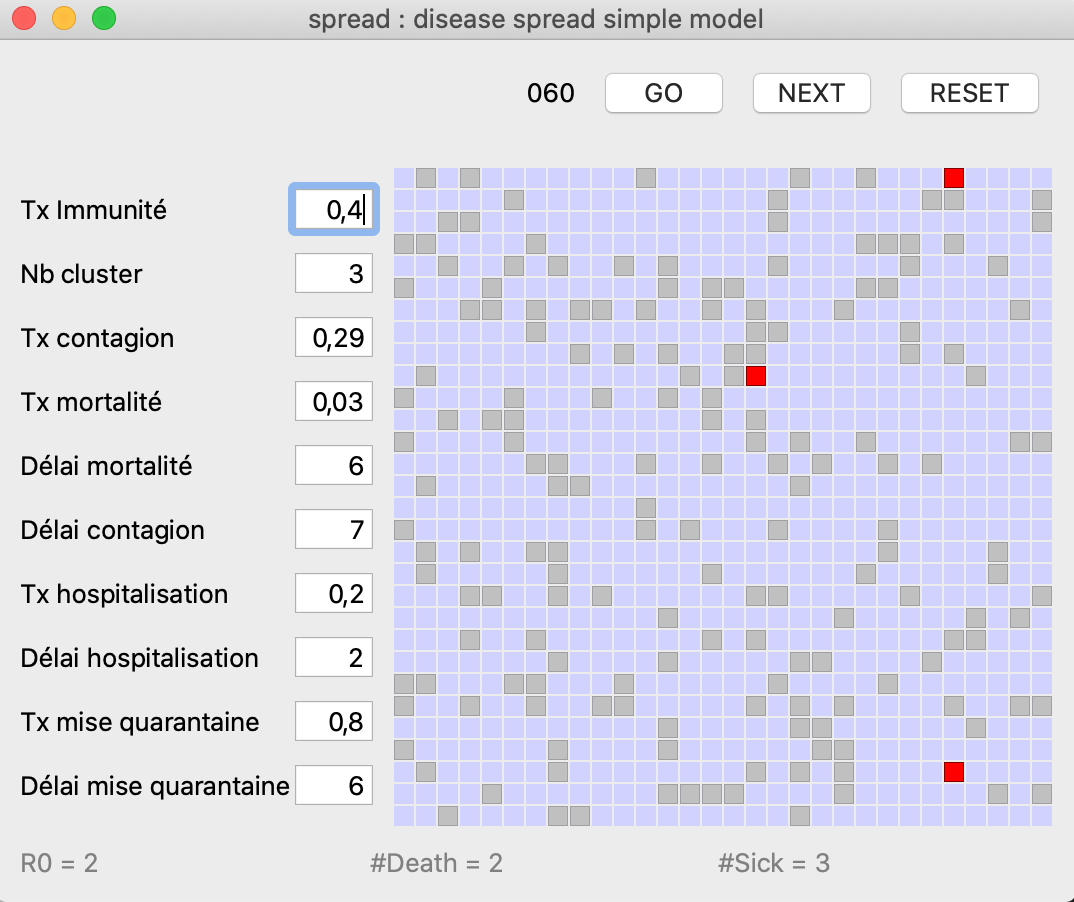 spread : disease spread simple model
060 GO NEXT RESET
Tx Immunité 0,4
Nb cluster 3
Tx contagion 0,29
Tx mortalité 0,03
Délai mortalité 6
Délai contagion 7
Tx hospitalisation 0,2
Délai hospitalisation 2
Tx mise quarantaine 0,8
Délai mise quarantaine 6
R0 = 2 #Death = 2 #Sick = 3